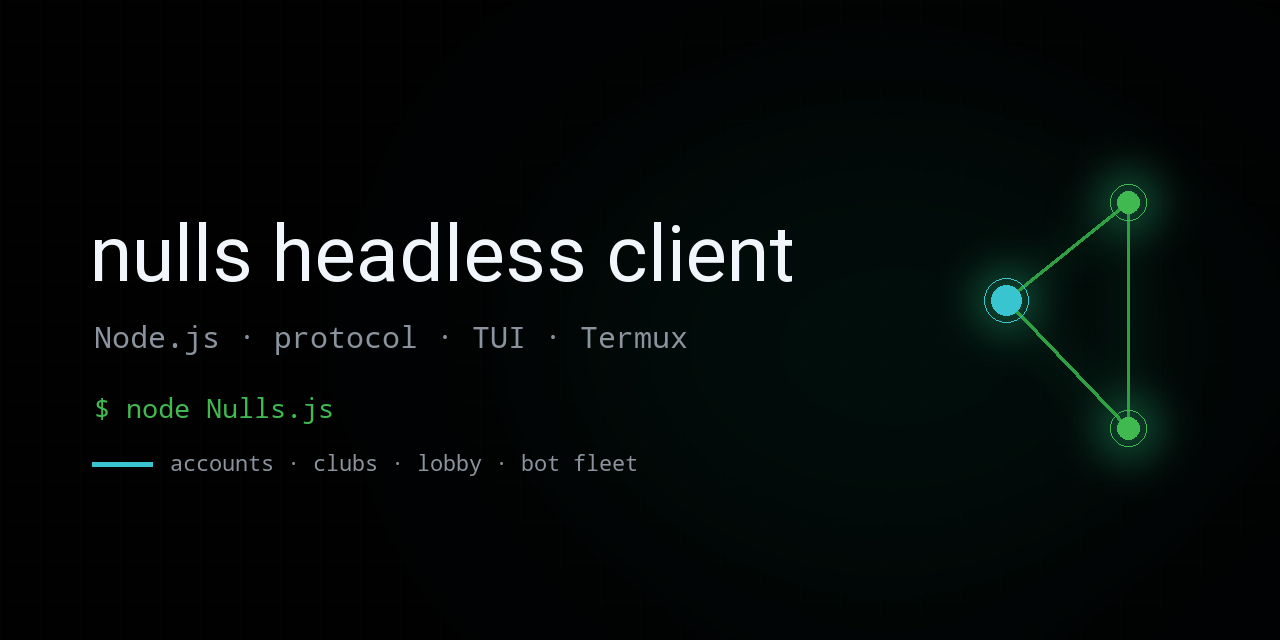 nulls headless client
Node.js · protocol · TUI · Termux
$ node Nulls.js
accounts · clubs · lobby · bot fleet